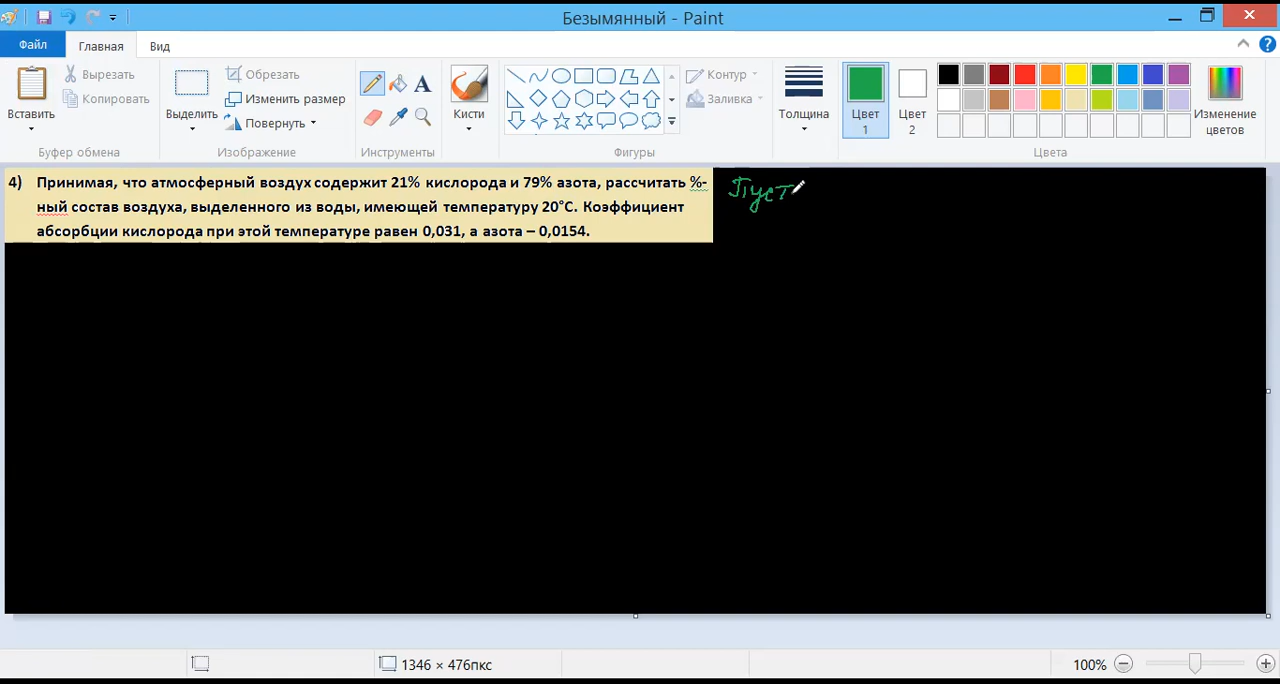 Безымянный - Paint
Файл
Главная
Вид
Вставить
Вырезать
Копировать
Буфер обмена
Выделить
Обрезать
Изменить размер
Повернуть
Изображение
Инструменты
Кисти
Фигуры
Контур
Заливка
Толщина
Цвет 1
Цвет 2
Изменение цветов
Цвета
4) Принимая, что атмосферный воздух содержит 21% кислорода и 79% азота, рассчитать %-
ный состав воздуха, выделенного из воды, имеющей температуру 20°С. Коэффициент
абсорбции кислорода при этой температуре равен 0,031, а азота – 0,0154.
Пуст
1346 × 476пкс
100%